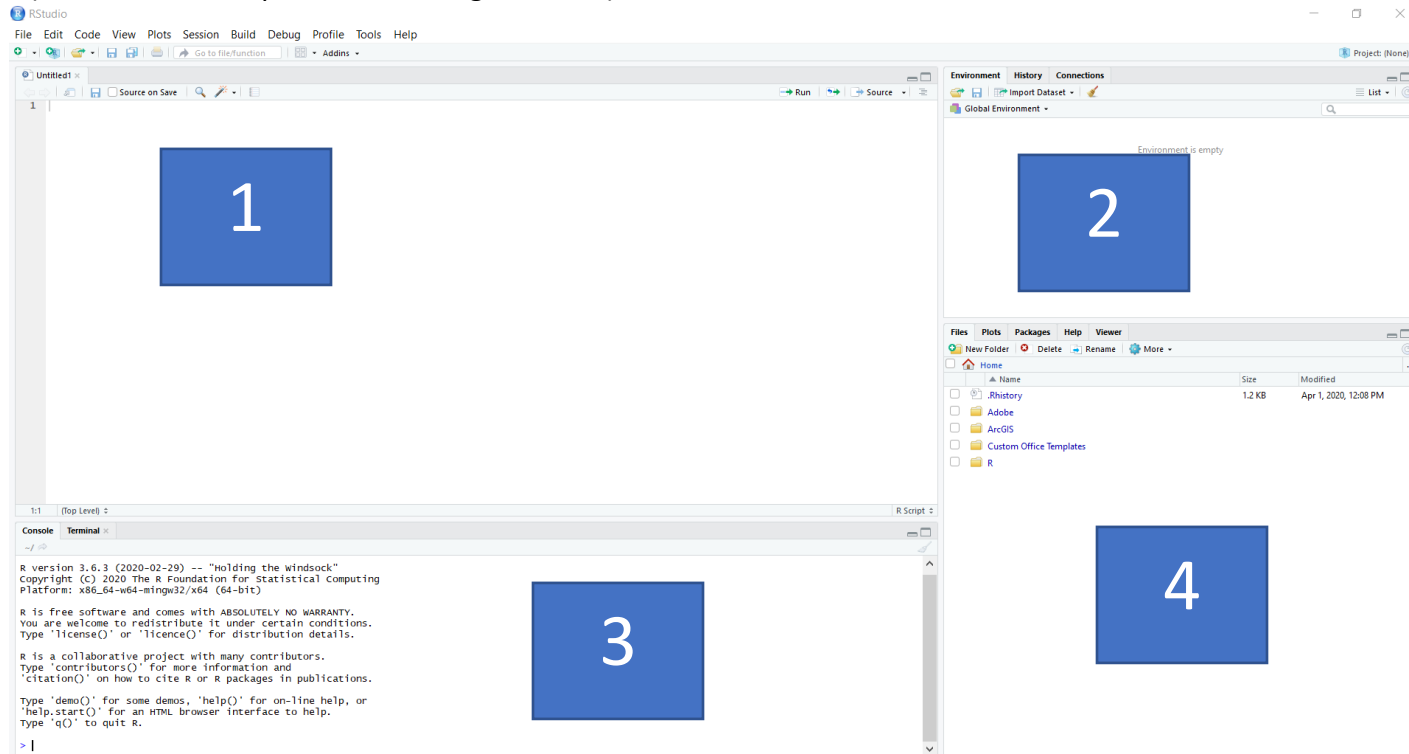 RStudio
File Edit Code View Plots Session Build Debug Profile Tools Help
Go to file/function Addins Project: (None)
Untitled1
Source on Save Run Source
1
1
1:1 (Top Level) R Script
Console Terminal
~/
R version 3.6.3 (2020-02-29) -- "Holding the Windsock"
Copyright (C) 2020 The R Foundation for Statistical Computing
Platform: x86_64-w64-mingw32/x64 (64-bit)
R is free software and comes with ABSOLUTELY NO WARRANTY.
You are welcome to redistribute it under certain conditions.
Type 'license()' or 'licence()' for distribution details.
R is a collaborative project with many contributors.
Type 'contributors()' for more information and
'citation()' on how to cite R or R packages in publications.
Type 'demo()' for some demos, 'help()' for on-line help, or
'help.start()' for an HTML browser interface to help.
Type 'q()' to quit R.
>
3
Environment History Connections
Import Dataset List
Global Environment
Environment is empty
2
Files Plots Packages Help Viewer
New Folder Delete Rename More
Home
Name Size Modified
.Rhistory 1.2 KB Apr 1, 2020, 12:08 PM
Adobe
ArcGIS
Custom Office Templates
R
4